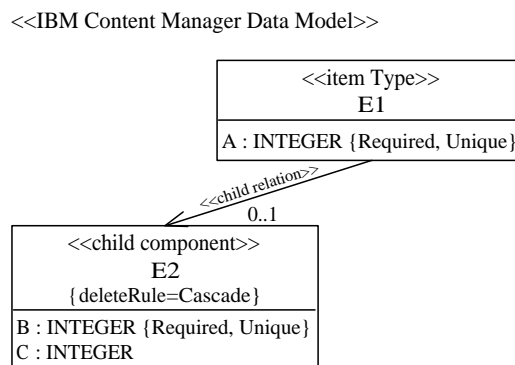 <<IBM Content Manager Data Model>>
<<item Type>>
E1
A : INTEGER {Required, Unique}
<<child relation>>
0..1
<<child component>>
E2
{deleteRule=Cascade}
B : INTEGER {Required, Unique}
C : INTEGER